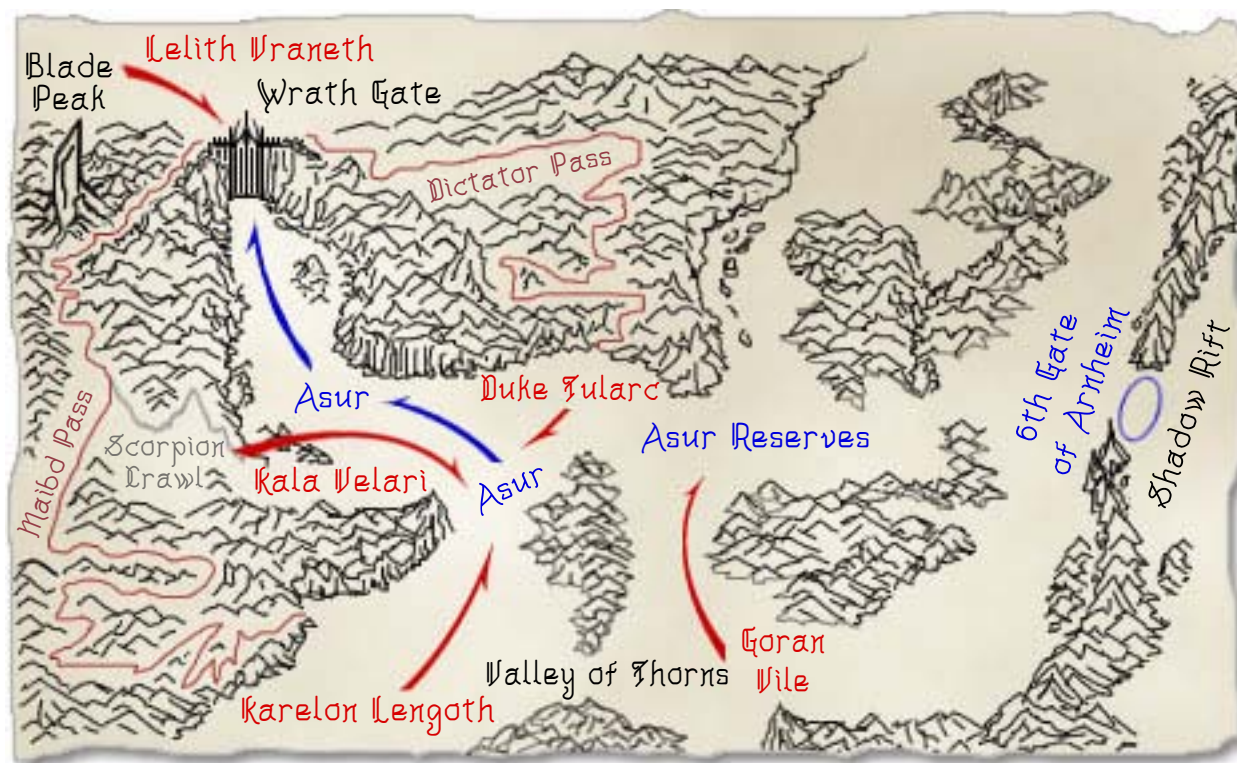 Lelith Vraneth
Blade
Peak
Wrath Gate
Dictator Pass
6th Gate
of Arnheim
Shadow Rift
Duke Tularc
Asur
Asur Reserves
Maibd Pass
Scorpion
Crawl
Kala Velari
Asur
Goran
Vile
Valley of Thorns
Karelon Lengoth